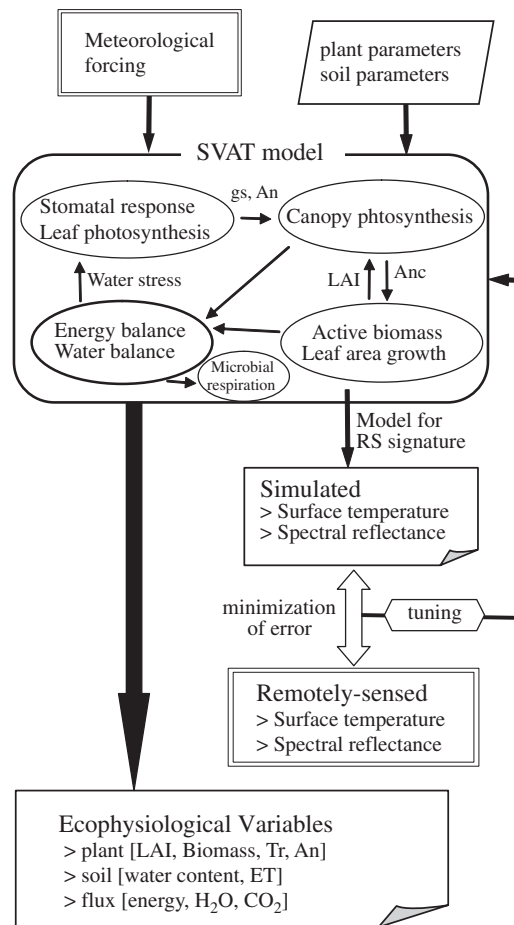 Meteorological
forcing
plant parameters
soil parameters
SVAT model
Stomatal response
Leaf photosynthesis
gs, An
Canopy phtosynthesis
Water stress
LAI
Anc
Energy balance
Water balance
Active biomass
Leaf area growth
Microbial
respiration
Model for
RS signature
Simulated
> Surface temperature
> Spectral reflectance
minimization
of error
tuning
Remotely-sensed
> Surface temperature
> Spectral reflectance
Ecophysiological Variables
> plant [LAI, Biomass, Tr, An]
> soil [water content, ET]
> flux [energy, H₂O, CO₂]